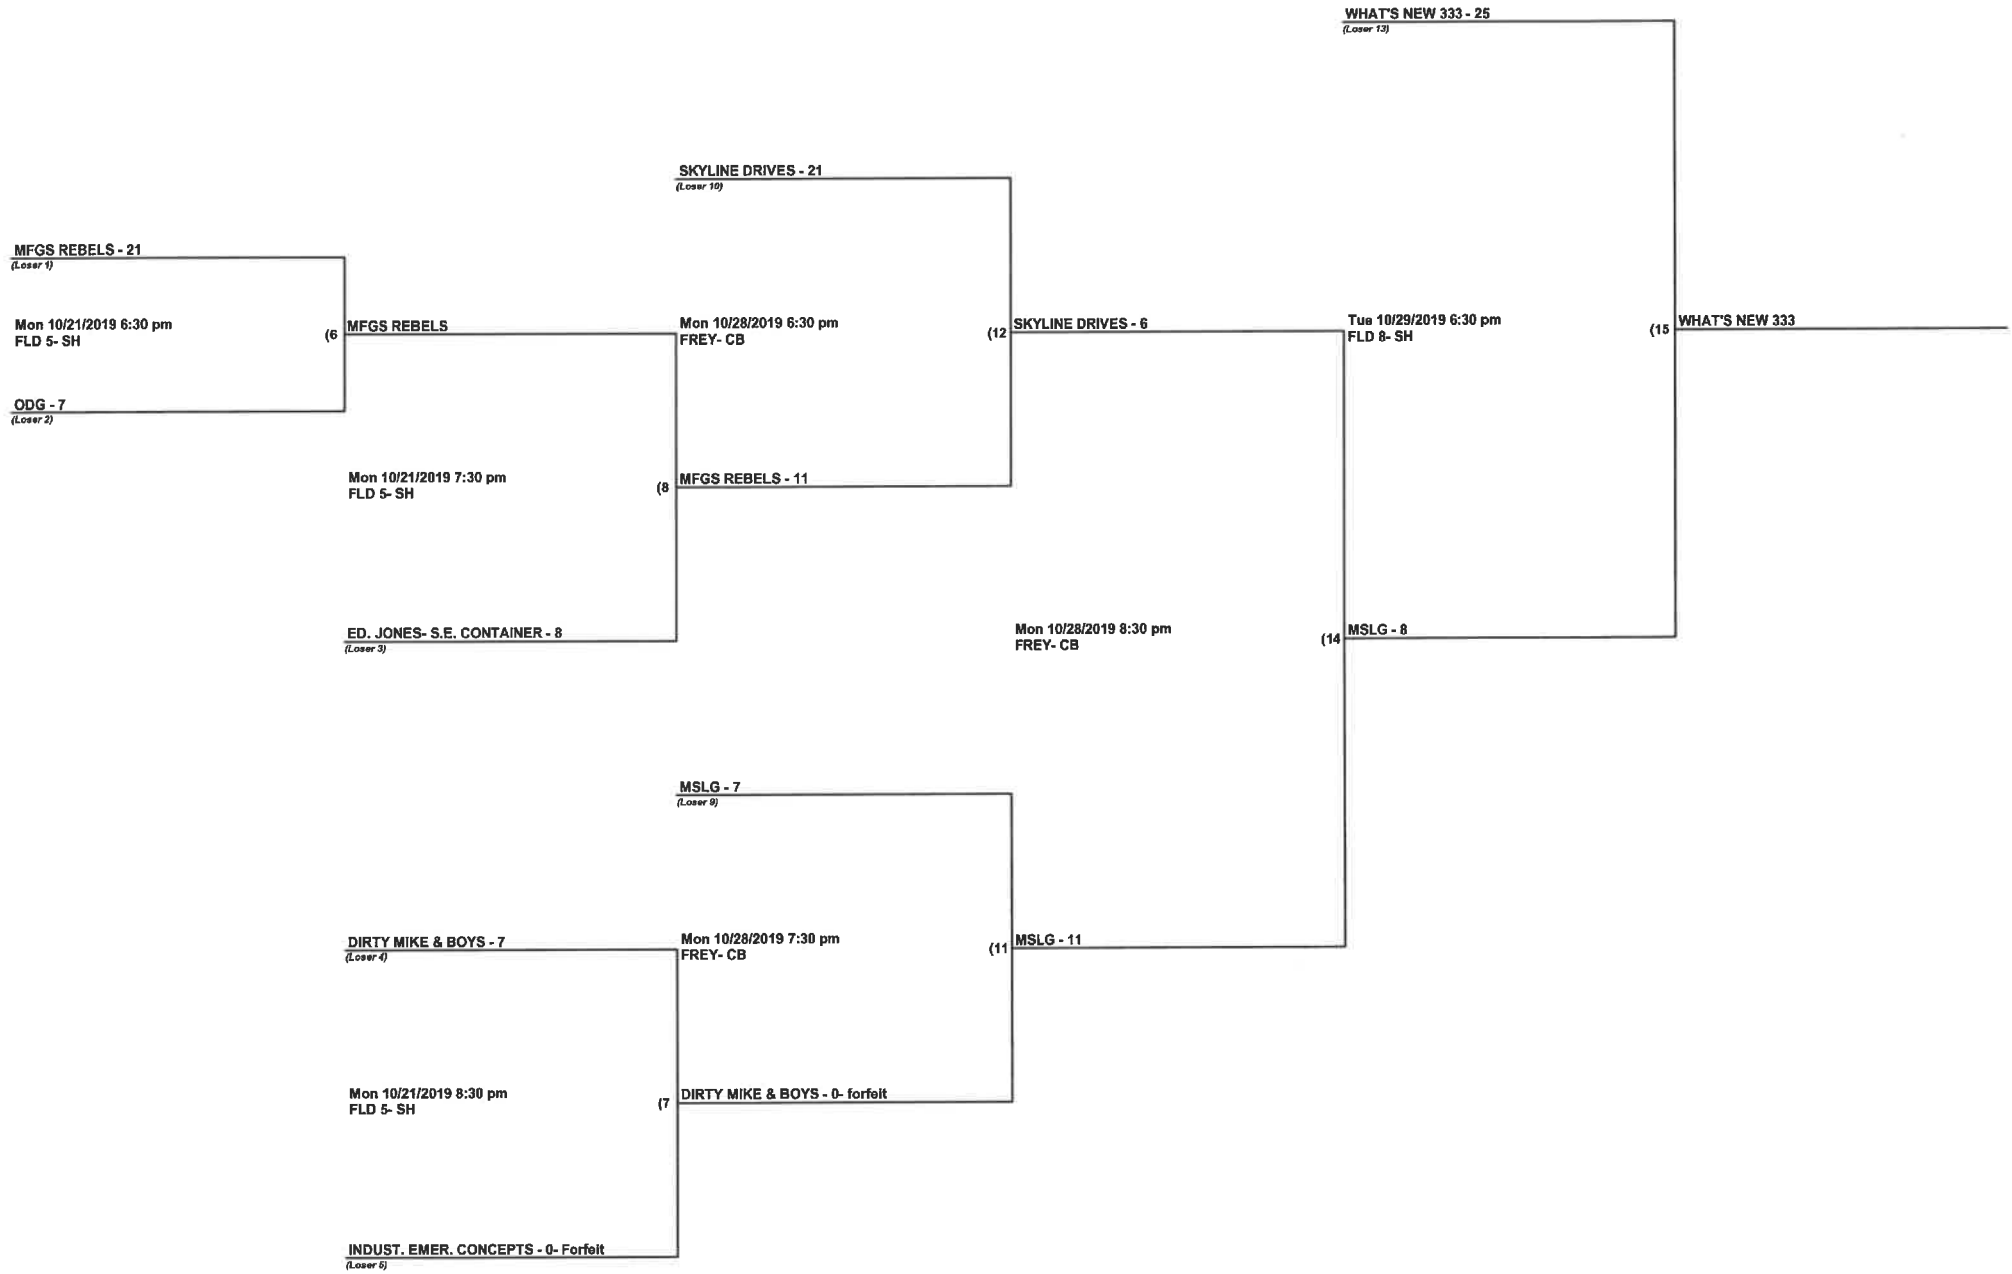 WHAT'S NEW 333 - 25
(Loser 13)
SKYLINE DRIVES - 21
(Loser 10)
MFGS REBELS - 21
(Loser 1)
Mon 10/21/2019 6:30 pm
FLD 5- SH
(6
MFGS REBELS
Mon 10/28/2019 6:30 pm
FREY- CB
(12
SKYLINE DRIVES - 6
Tue 10/29/2019 6:30 pm
FLD 8- SH
(15
WHAT'S NEW 333
ODG - 7
(Loser 2)
Mon 10/21/2019 7:30 pm
FLD 5- SH
(8
MFGS REBELS - 11
ED. JONES- S.E. CONTAINER - 8
(Loser 3)
Mon 10/28/2019 8:30 pm
FREY- CB
(14
MSLG - 8
MSLG - 7
(Loser 9)
DIRTY MIKE & BOYS - 7
(Loser 4)
Mon 10/28/2019 7:30 pm
FREY- CB
(11
MSLG - 11
Mon 10/21/2019 8:30 pm
FLD 5- SH
(7
DIRTY MIKE & BOYS - 0- forfeit
INDUST. EMER. CONCEPTS - 0- Forfeit
(Loser 5)